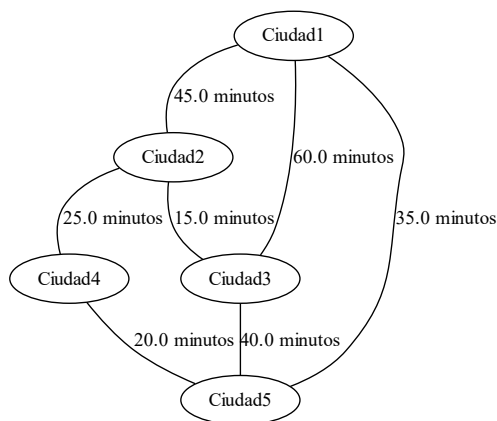 Ciudad1
45.0 minutos
Ciudad2
60.0 minutos
25.0 minutos
15.0 minutos
35.0 minutos
Ciudad4
Ciudad3
20.0 minutos
40.0 minutos
Ciudad5